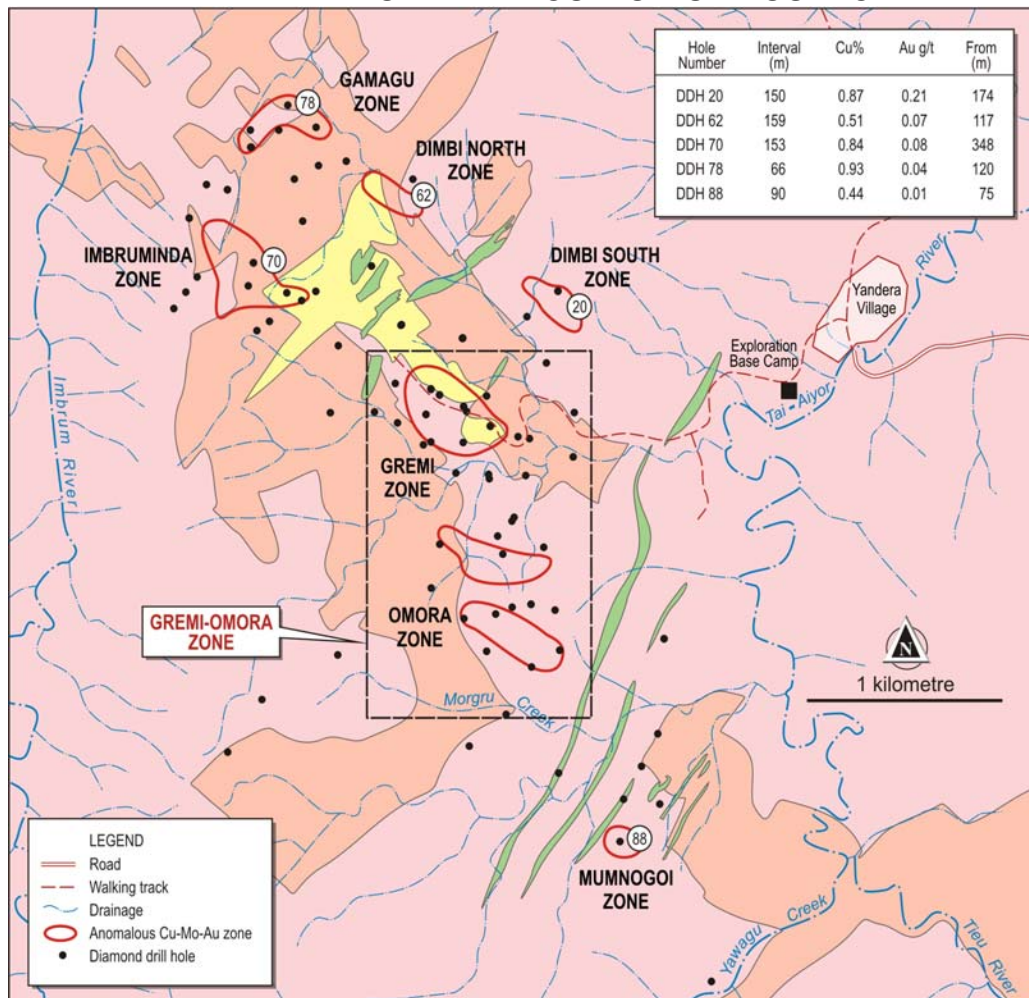 Hole Number Interval (m) Cu% Au g/t From (m)
DDH 20 150 0.87 0.21 174
DDH 62 159 0.51 0.07 117
DDH 70 153 0.84 0.08 348
DDH 78 66 0.93 0.04 120
DDH 88 90 0.44 0.01 75
GAMAGU
ZONE
78
DIMBI NORTH
ZONE
62
IMBRUMINDA
ZONE
70
DIMBI SOUTH
ZONE
20
River
Yandera
Village
Exploration
Base Camp
Tai-Aiyor
Imbrum River
GREMI
ZONE
OMORA
ZONE
GREMI-OMORA
ZONE
N
1 kilometre
Morgru Creek
88
MUMNOGOI
ZONE
Yawagu Creek
Tieu River
LEGEND
Road
Walking track
Drainage
Anomalous Cu-Mo-Au zone
Diamond drill hole